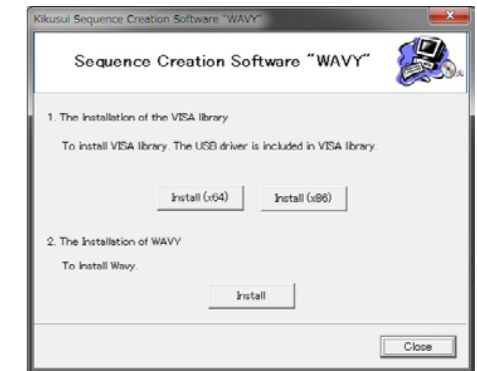 Kikusui Sequence Creation Software "WAVY"
Sequence Creation Software "WAVY"
1. The Installation of the VISA library
To install VISA library. The USB driver is included in VISA library.
Install (x64) Install (x86)
2. The Installation of WAVY
To Install Wavy.
Install
Close